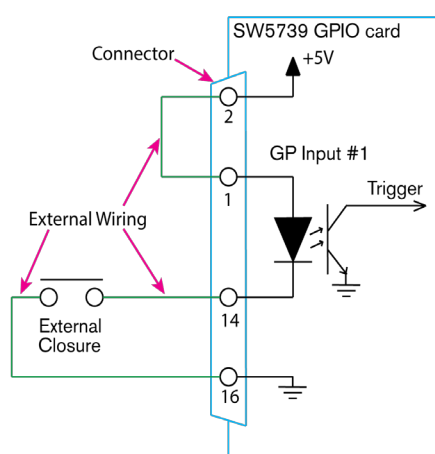 SW5739 GPIO card
Connector
+5V
2
GP Input #1
1
Trigger
External Wiring
14
External
Closure
16